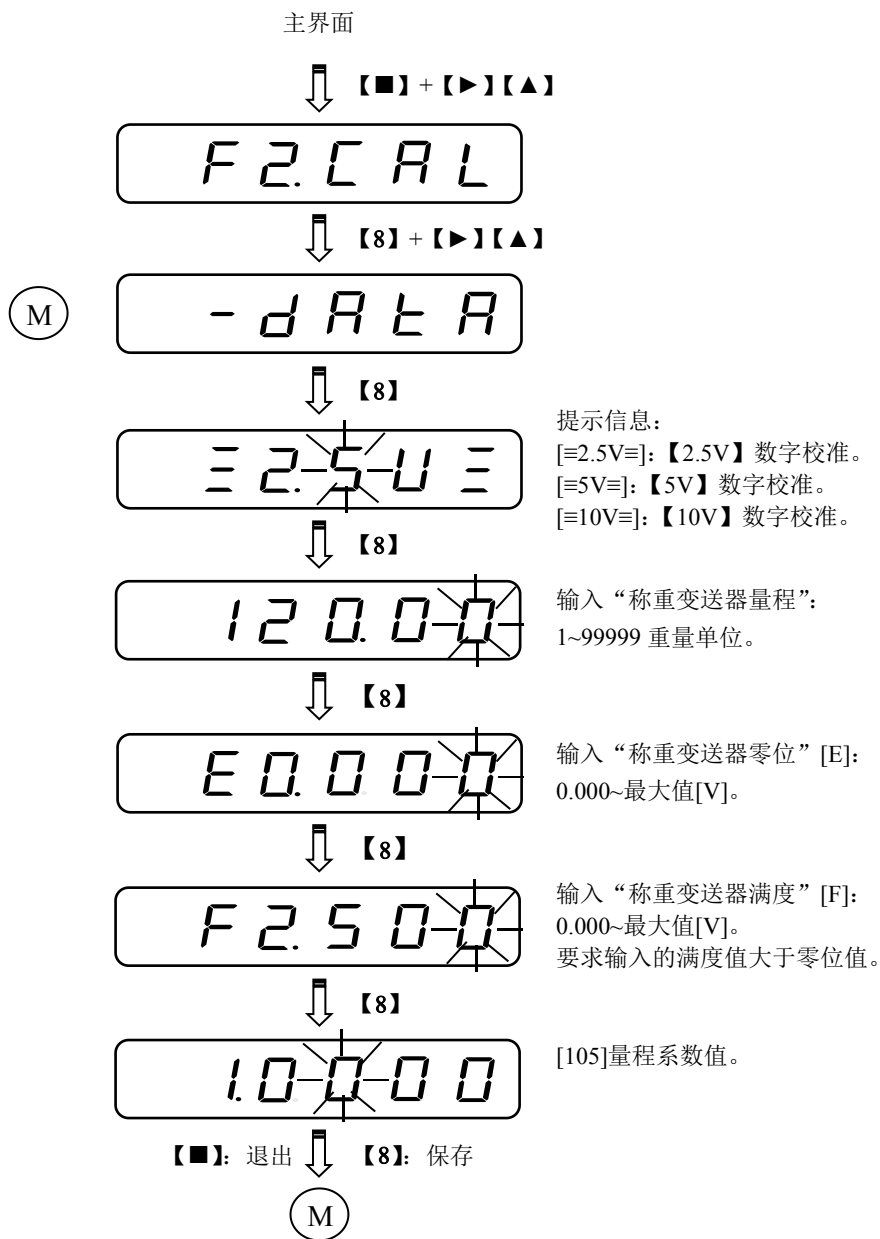 主界面
【■】+【►】【▲】
F2.CAL
【8】+【►】【▲】
M
-dAtA
【8】
≡2.5U≡
提示信息：
[≡2.5V≡]：【2.5V】数字校准。
[≡5V≡]：【5V】数字校准。
[≡10V≡]：【10V】数字校准。
【8】
120.00
输入“称重变送器量程”：
1~99999 重量单位。
【8】
E0.000
输入“称重变送器零位”[E]：
0.000~最大值[V]。
【8】
F2.500
输入“称重变送器满度”[F]：
0.000~最大值[V]。
要求输入的满度值大于零位值。
【8】
1.0000
[105]量程系数值。
【■】：退出 【8】：保存
M